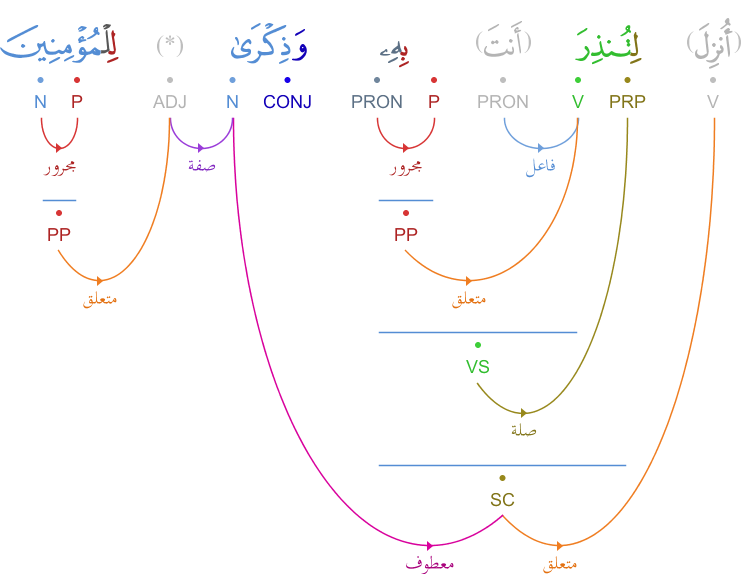 (أُنزِلَ) لِتُنذِرَ (أَنتَ) بِهِۦ وَذِكْرَىٰ (*) لِلْمُؤْمِنِينَ
V PRP V PRON P PRON CONJ N ADJ P N
فاعل مجرور صفة مجرور
PP PP
متعلق متعلق
VS
صلة
SC
متعلق معطوف